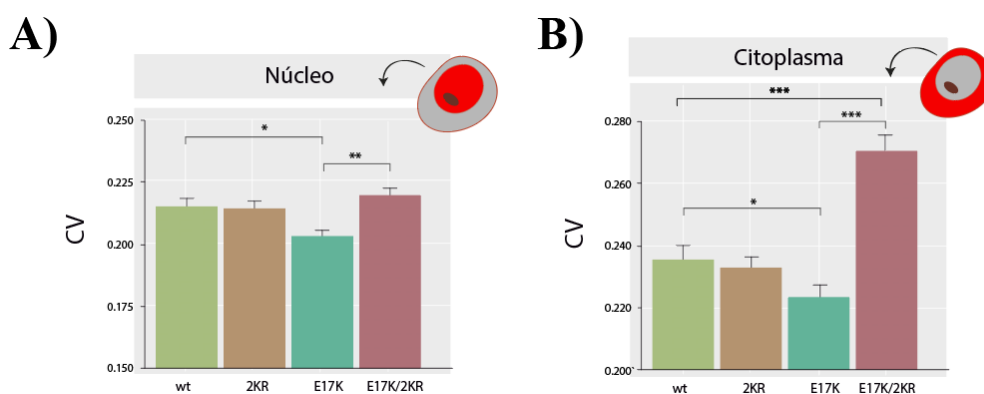 A)
Núcleo
CV
0.250
0.225
0.200
0.175
0.150
*
**
wt
2KR
E17K
E17K/2KR
B)
Citoplasma
CV
0.280
0.260
0.240
0.220
0.200
***
***
*
wt
2KR
E17K
E17K/2KR